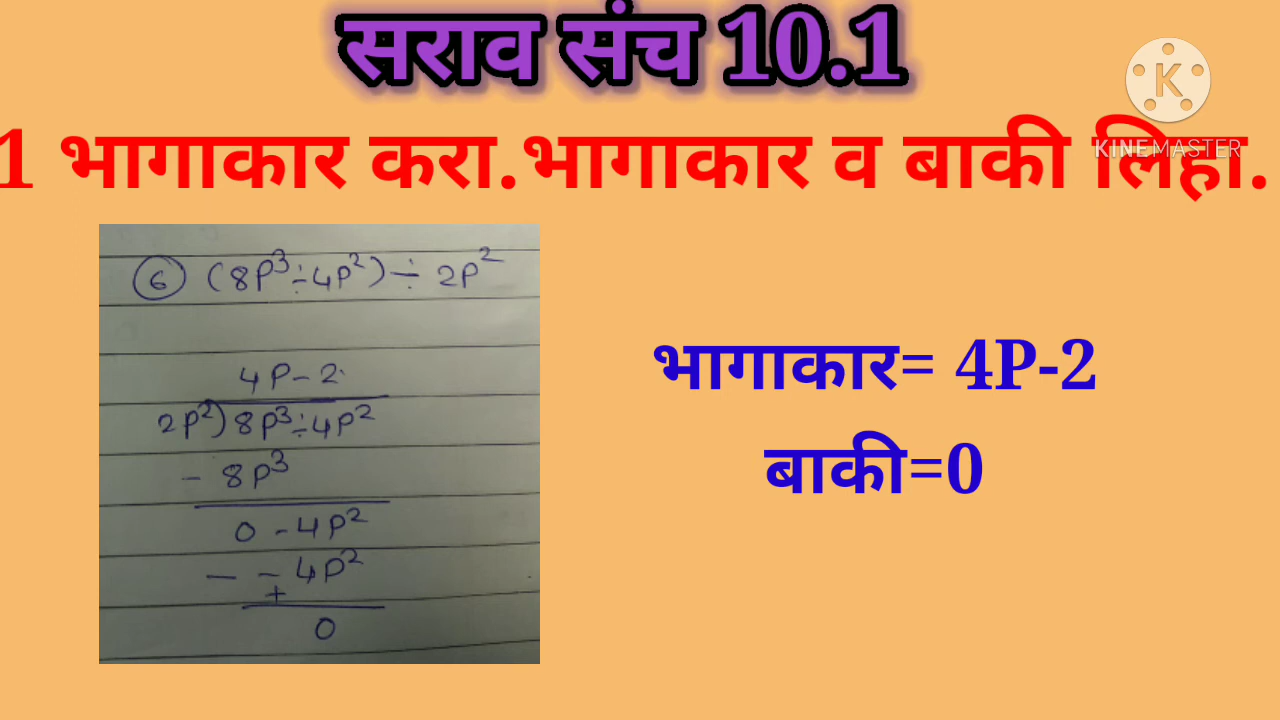 सराव संच 10.1
1 भागाकार करा.भागाकार व बाकी लिहा.
KINEMASTER
6 (8P³÷4P²)÷ 2P²
4P-2
2P²)8P³÷4P²
- 8P³
0 -4P²
- -4P²
+
0
भागाकार= 4P-2
बाकी=0